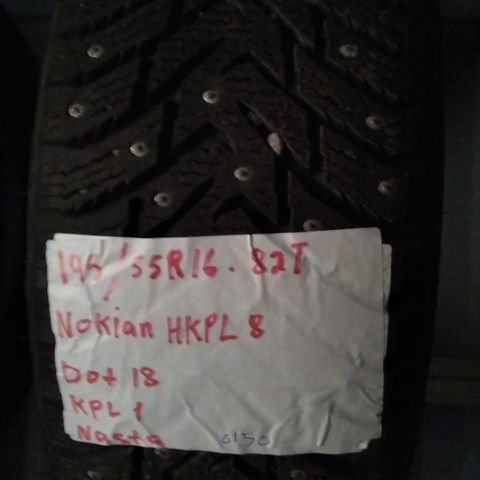 195/55R16. 82T
Nokian HKPL 8
Dot 18
KPL 1
Nasta 6150